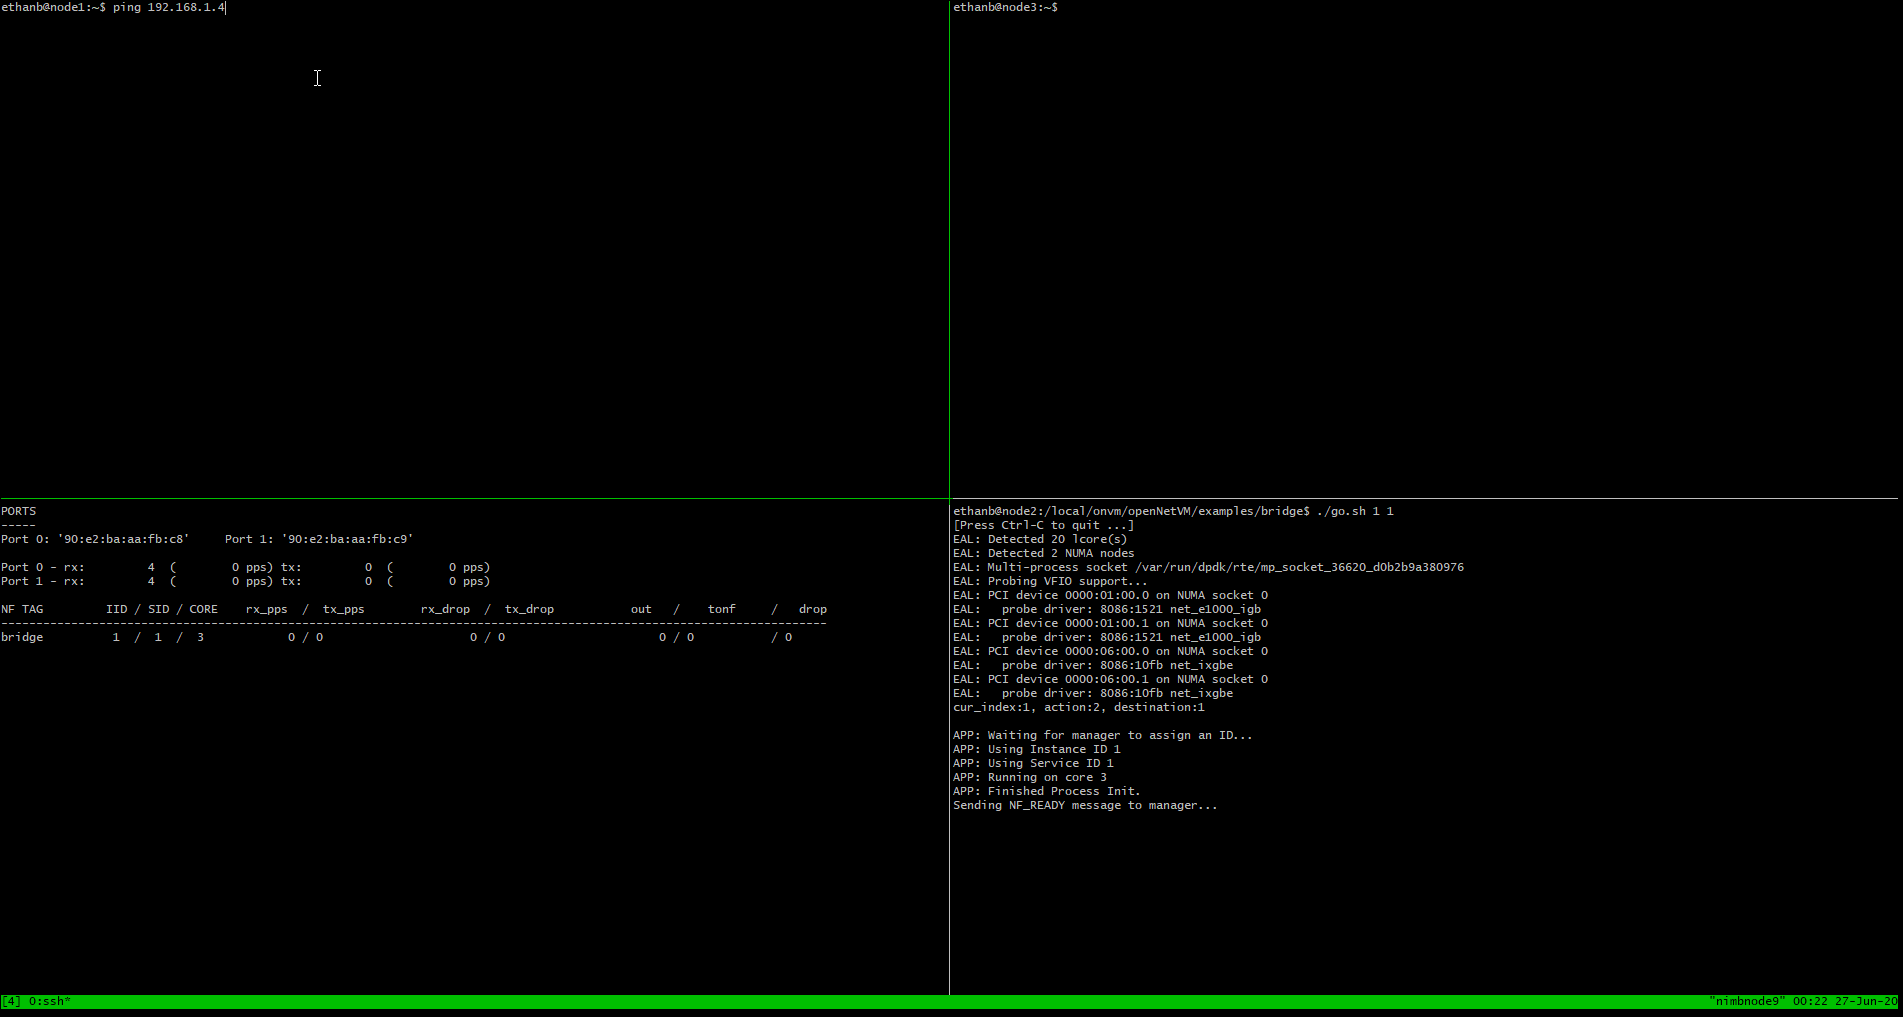 ethanb@node1:~$ ping 192.168.1.4
ethanb@node3:~$
PORTS
-----
Port 0: '90:e2:ba:aa:fb:c8'     Port 1: '90:e2:ba:aa:fb:c9'
Port 0 - rx:         4  (        0 pps) tx:         0  (        0 pps)
Port 1 - rx:         4  (        0 pps) tx:         0  (        0 pps)
NF TAG         IID / SID / CORE    rx_pps  /  tx_pps        rx_drop  /  tx_drop           out   /    tonf     /   drop
----------------------------------------------------------------------------------------------------------------------
bridge          1  /  1  /  3            0 / 0                     0 / 0                      0 / 0           / 0
ethanb@node2:/local/onvm/openNetVM/examples/bridge$ ./go.sh 1 1
[Press Ctrl-C to quit ...]
EAL: Detected 20 lcore(s)
EAL: Detected 2 NUMA nodes
EAL: Multi-process socket /var/run/dpdk/rte/mp_socket_36620_d0b2b9a380976
EAL: Probing VFIO support...
EAL: PCI device 0000:01:00.0 on NUMA socket 0
EAL:   probe driver: 8086:1521 net_e1000_igb
EAL: PCI device 0000:01:00.1 on NUMA socket 0
EAL:   probe driver: 8086:1521 net_e1000_igb
EAL: PCI device 0000:06:00.0 on NUMA socket 0
EAL:   probe driver: 8086:10fb net_ixgbe
EAL: PCI device 0000:06:00.1 on NUMA socket 0
EAL:   probe driver: 8086:10fb net_ixgbe
cur_index:1, action:2, destination:1
APP: Waiting for manager to assign an ID...
APP: Using Instance ID 1
APP: Using Service ID 1
APP: Running on core 3
APP: Finished Process Init.
Sending NF_READY message to manager...
[4] 0:ssh*
"nimbnode9" 00:22 27-Jun-20